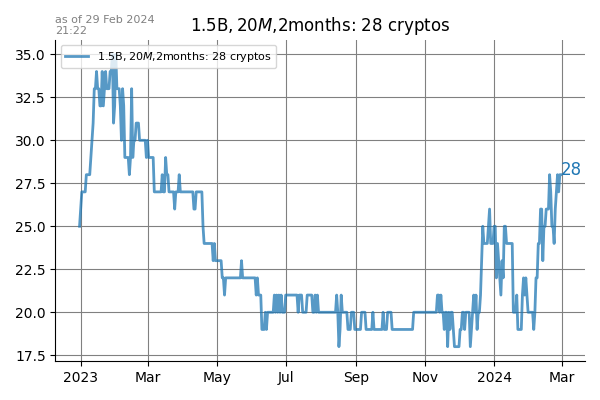 as of 29 Feb 2024
21:22
1.5B, 20M,2months: 28 cryptos
1.5B, 20M,2months: 28 cryptos
35.0
32.5
30.0
28
27.5
25.0
22.5
20.0
17.5
2023 Mar May Jul Sep Nov 2024 Mar